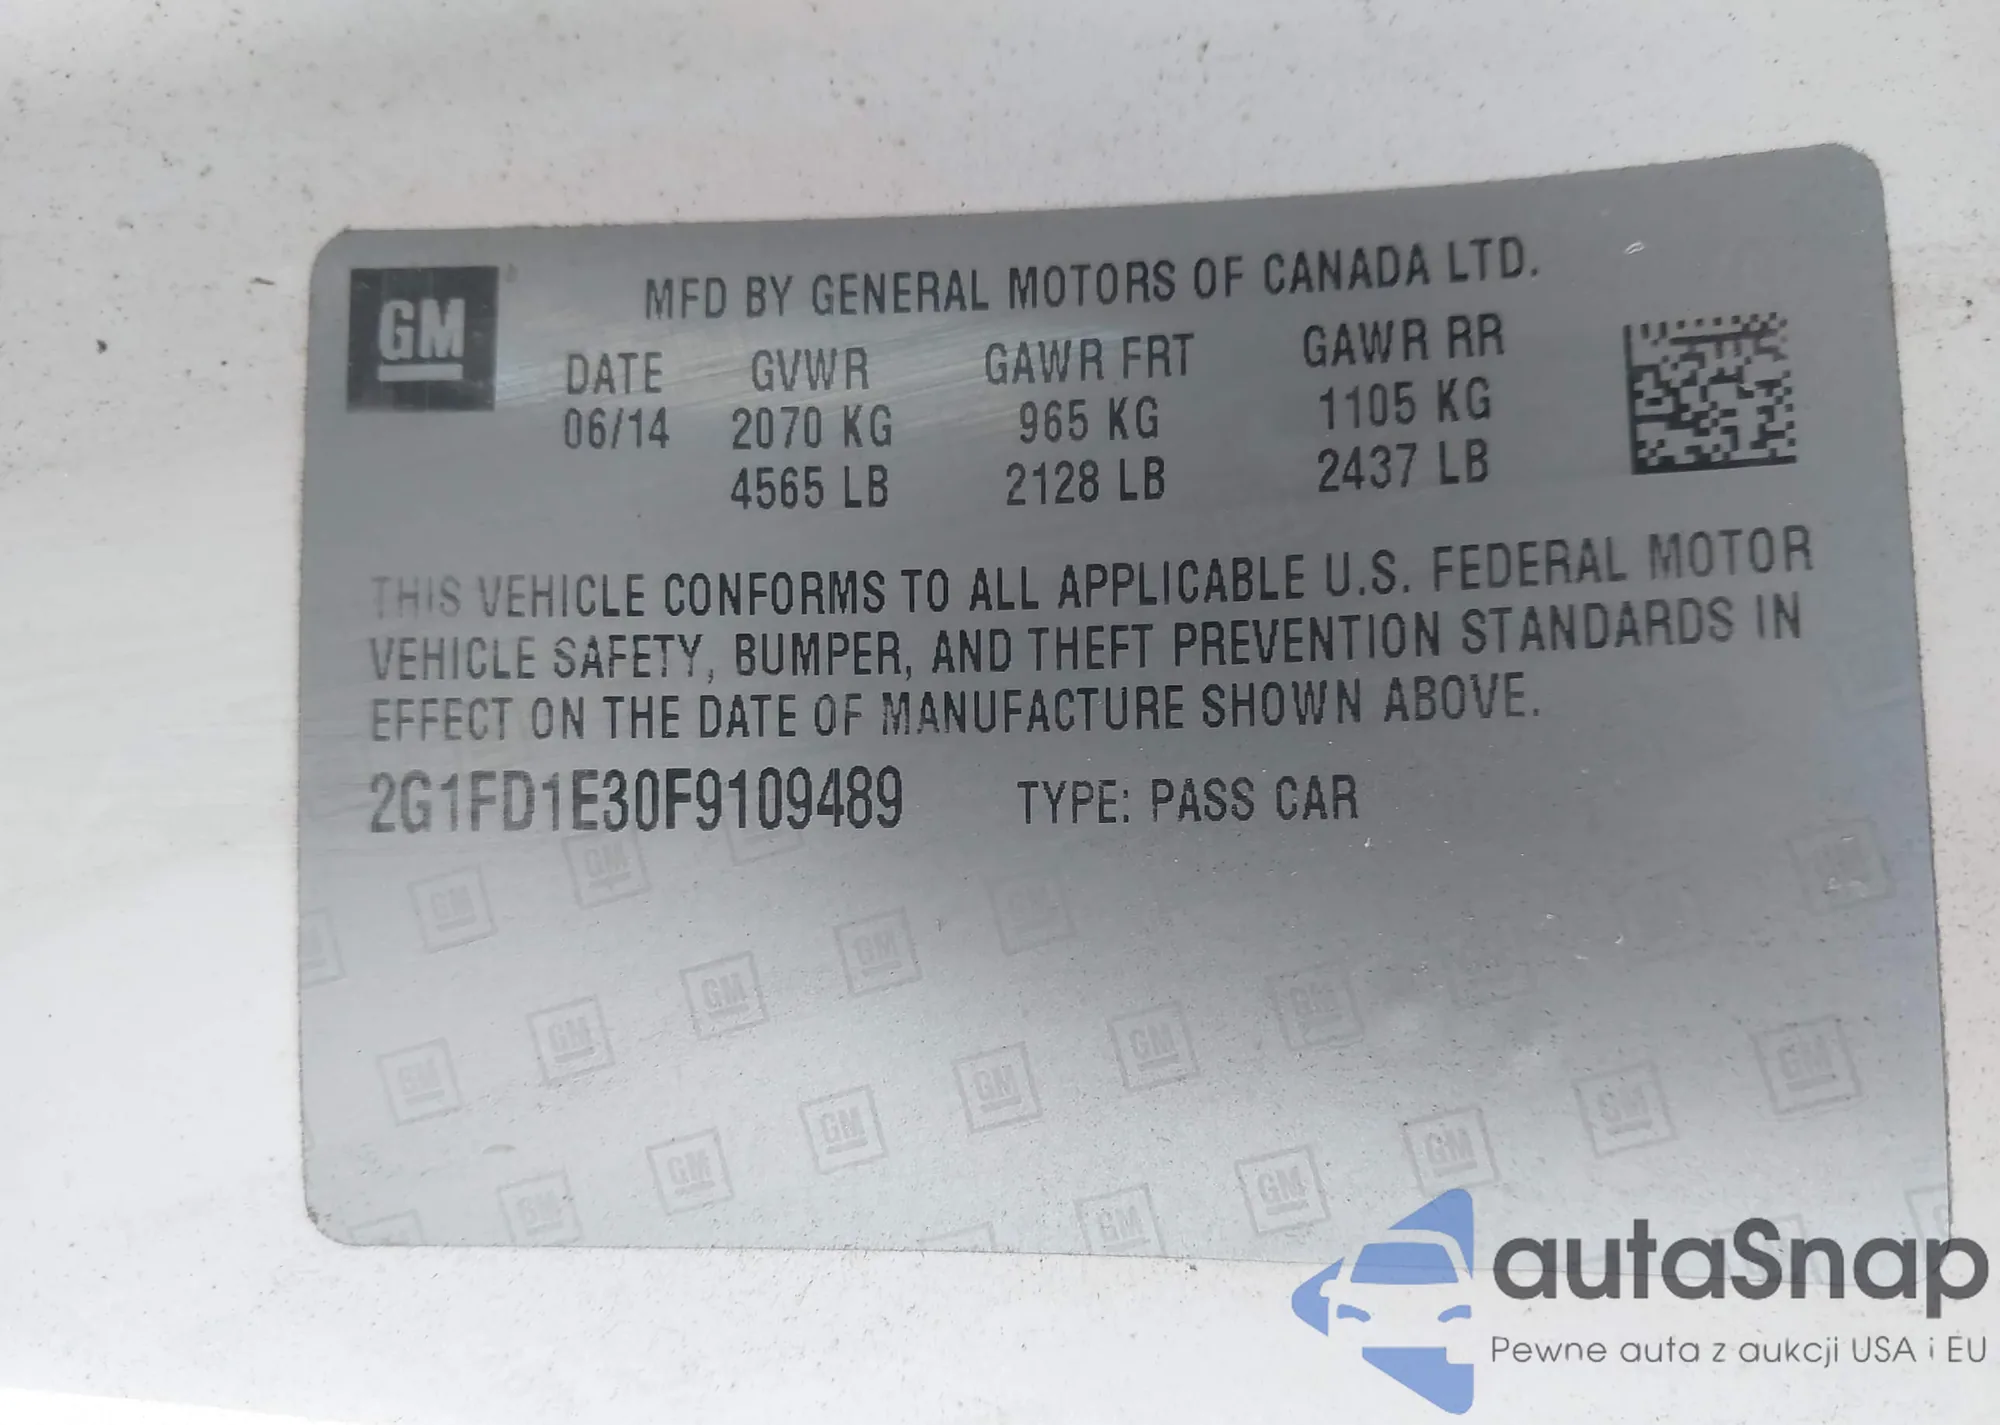 GM
MFD BY GENERAL MOTORS OF CANADA LTD.
DATE GVWR GAWR FRT GAWR RR
06/14 2070 KG 965 KG 1105 KG
4565 LB 2128 LB 2437 LB
THIS VEHICLE CONFORMS TO ALL APPLICABLE U.S. FEDERAL MOTOR
VEHICLE SAFETY, BUMPER, AND THEFT PREVENTION STANDARDS IN
EFFECT ON THE DATE OF MANUFACTURE SHOWN ABOVE.
2G1FD1E30F9109489 TYPE: PASS CAR
autaSnap
Pewne auta z aukcji USA i EU